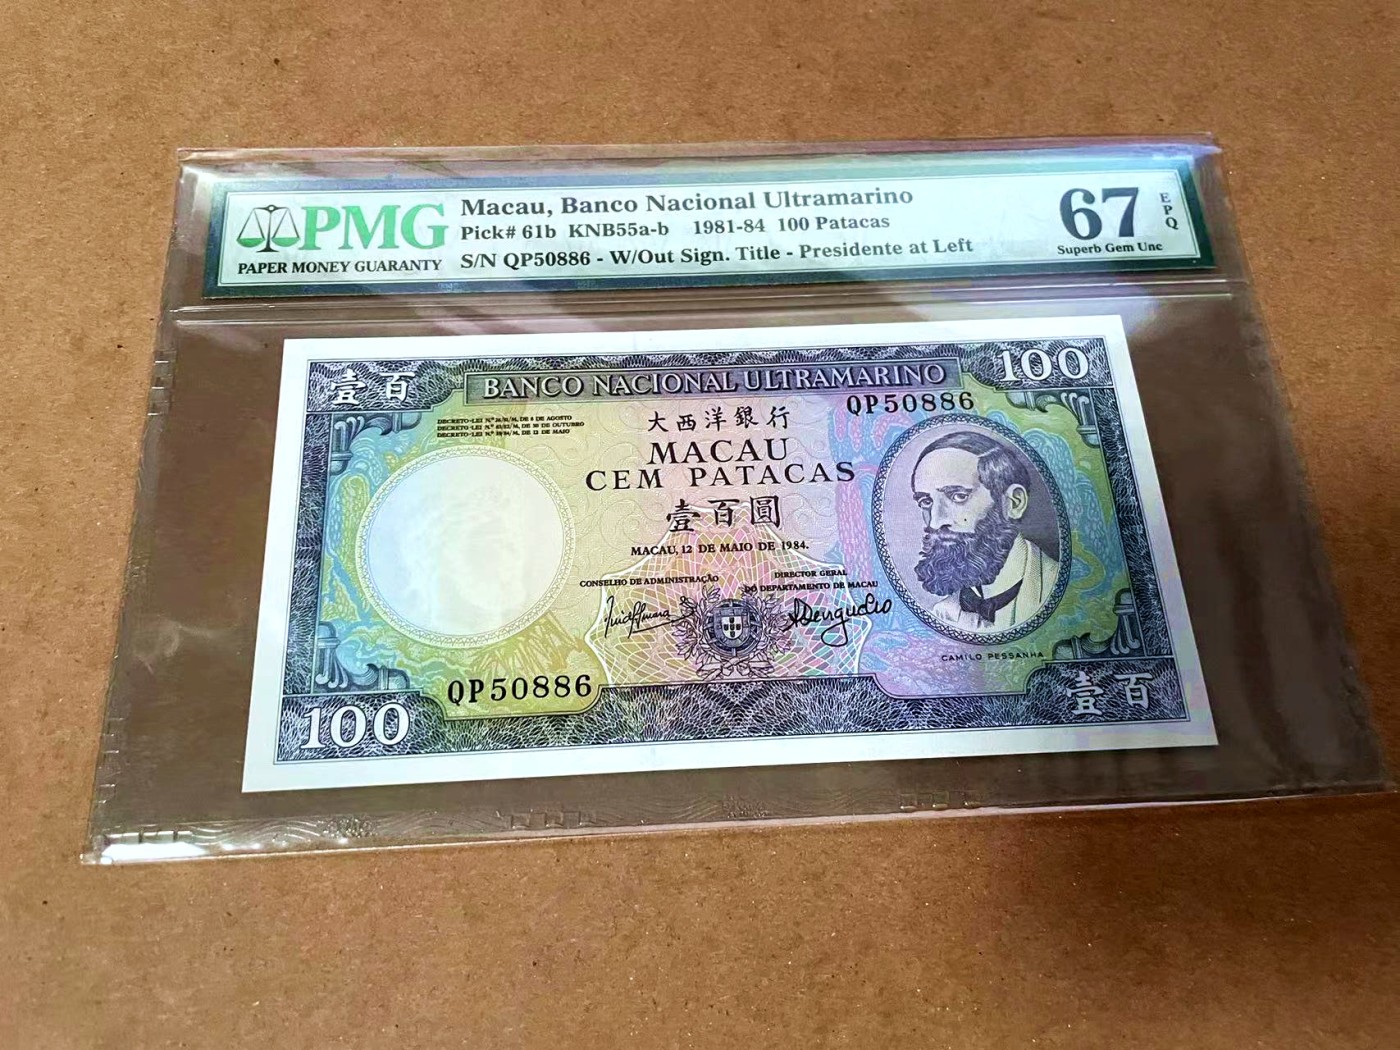 PMG
PAPER MONEY GUARANTY
Macau, Banco Nacional Ultramarino
Pick# 61b KNB55a-b 1981-84 100 Patacas
S/N QP50886 - W/Out Sign. Title - Presidente at Left
67
EPQ
Superb Gem Unc
壹百
BANCO NACIONAL ULTRAMARINO
100
大西洋銀行
QP50886
MACAU
CEM PATACAS
壹百圓
MACAU, 12 DE MAIO DE 1984.
CONSELHO DE ADMINISTRAÇÃO
DIRECTOR GERAL
DO DEPARTAMENTO DE MACAU
CAMILO PESSANHA
QP50886
100
壹百